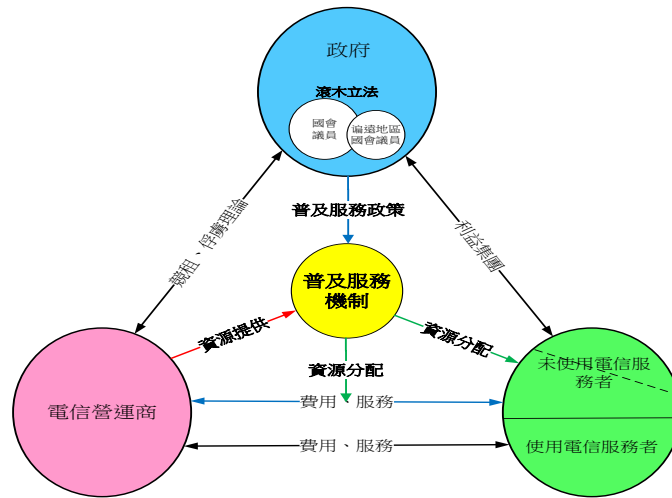 政府
滾木立法
國會
議員
偏遠地區
國會議員
普及服務政策
競租、俘虜理論
利益集團
普及服務
機制
資源提供
資源分配
資源分配
未使用電信服
務者
電信營運商
費用、服務
使用電信服務者
費用、服務